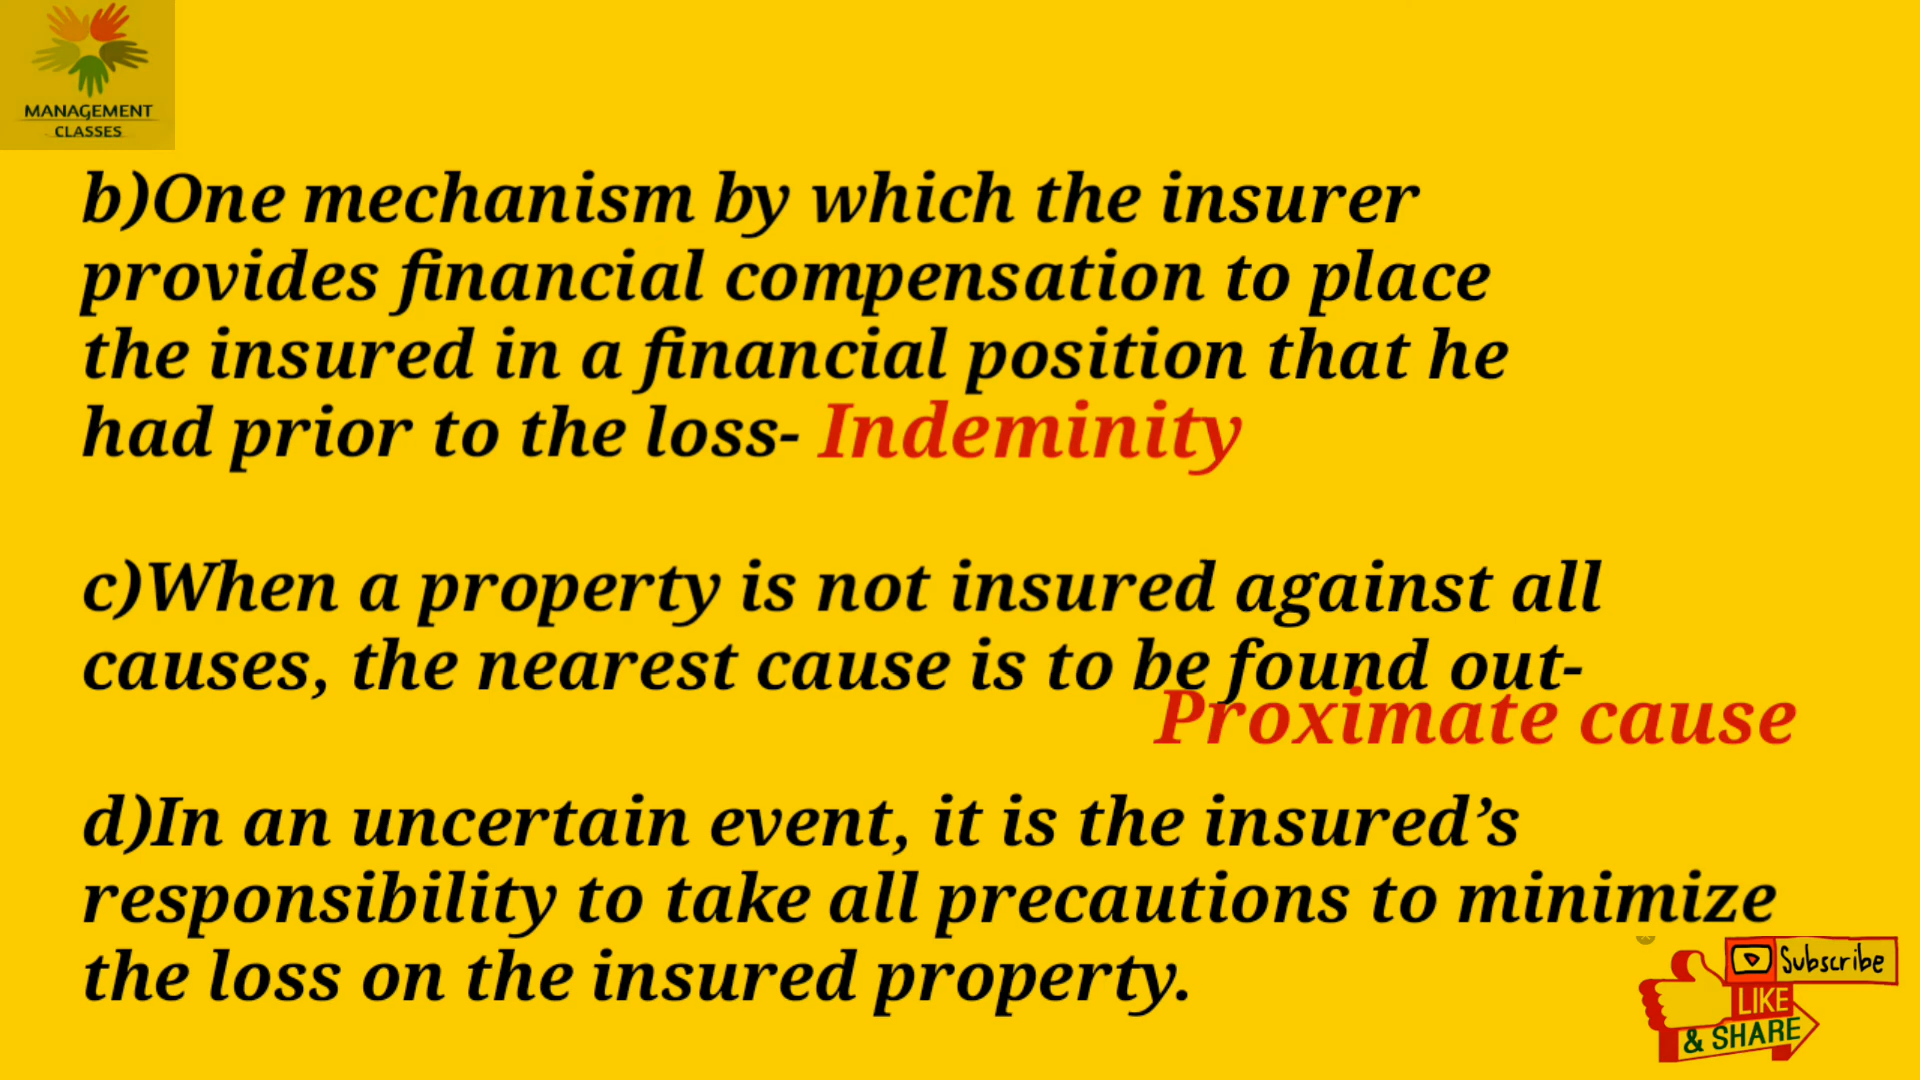 MANAGEMENT
CLASSES
b)One mechanism by which the insurer
provides financial compensation to place
the insured in a financial position that he
had prior to the loss- Indeminity
c)When a property is not insured against all
causes, the nearest cause is to be found out-
Proximate cause
d)In an uncertain event, it is the insured’s
responsibility to take all precautions to minimize
the loss on the insured property.
Subscribe
LIKE
& SHARE